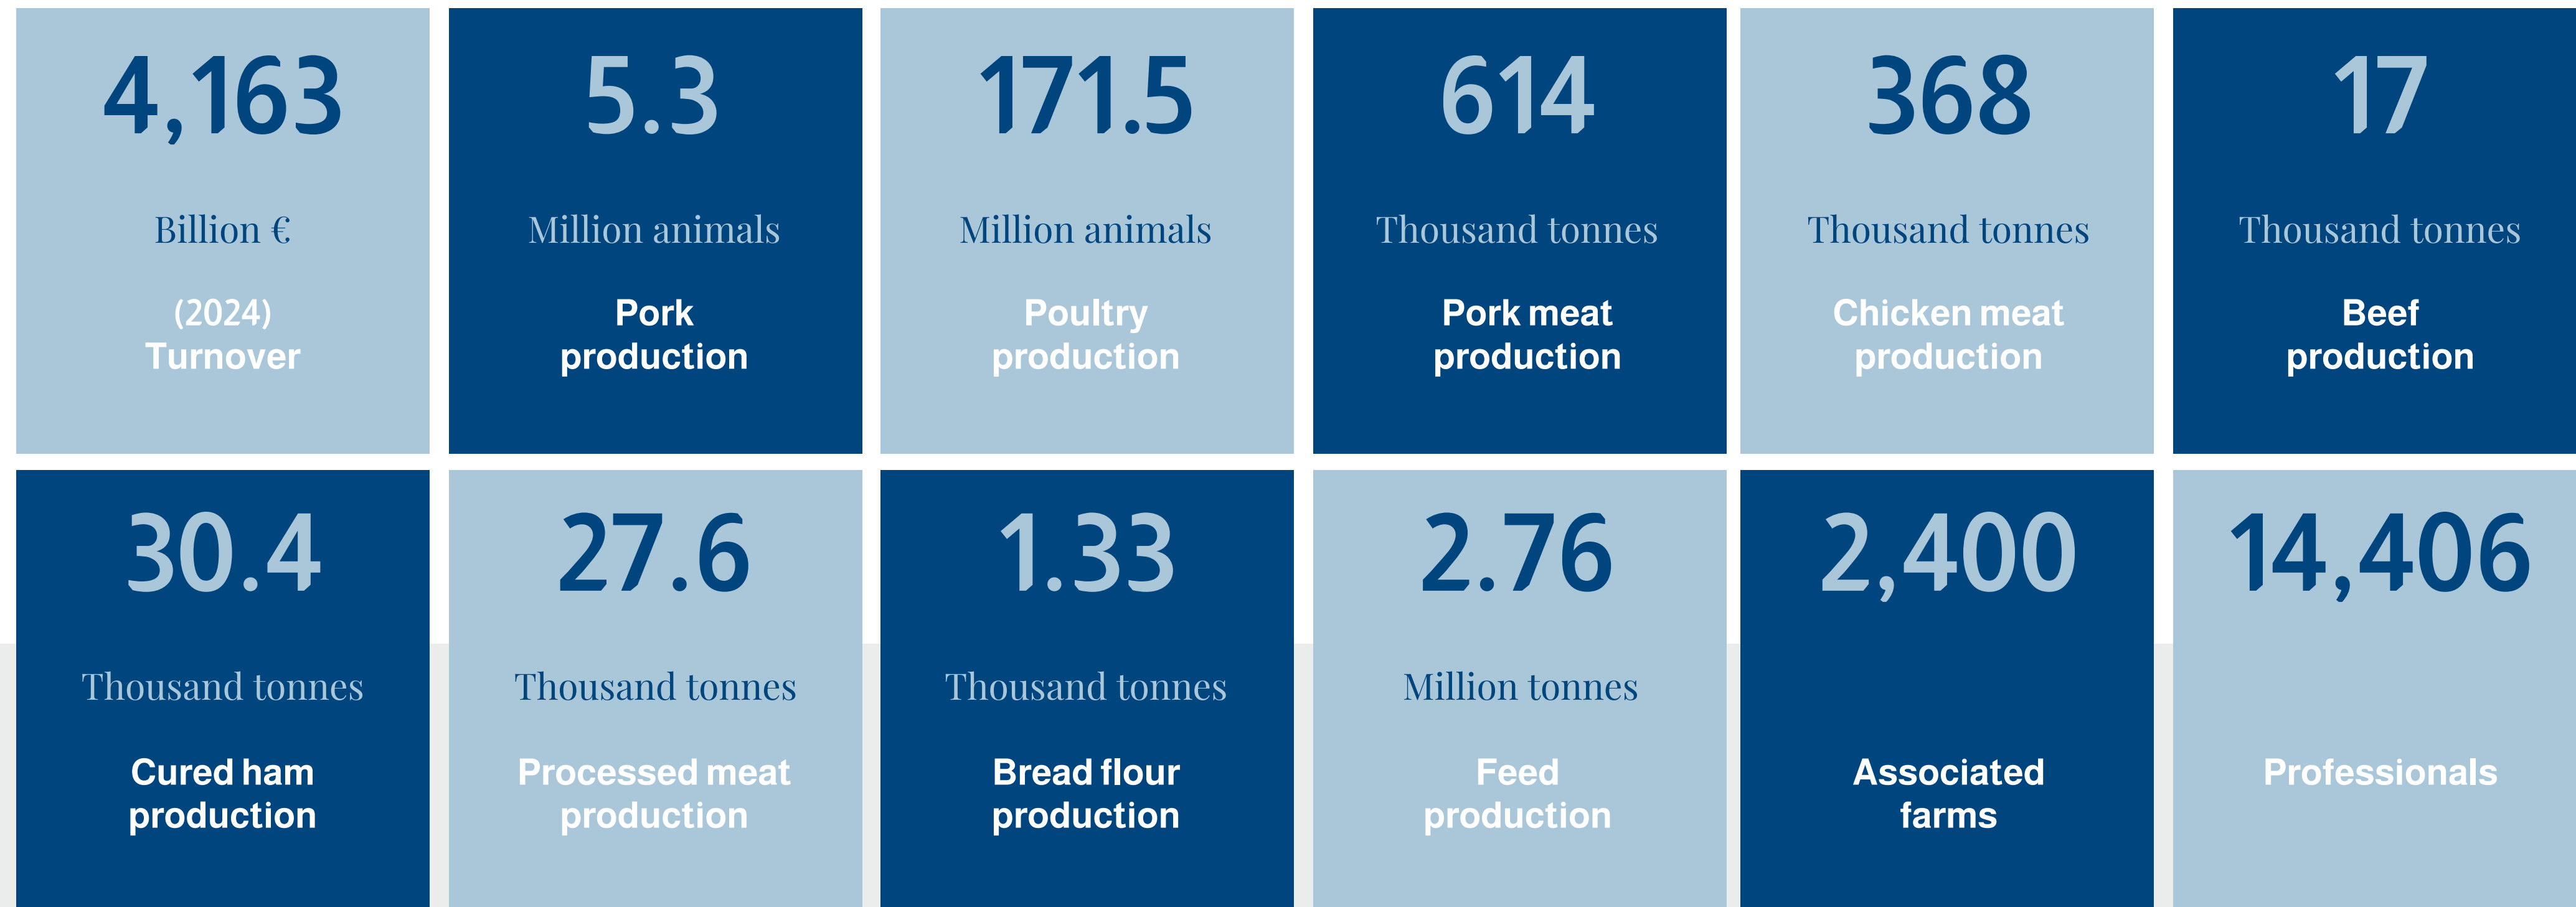 4,163
Billion €
(2024)
Turnover
5.3
Million animals
Pork
production
171.5
Million animals
Poultry
production
614
Thousand tonnes
Pork meat
production
368
Thousand tonnes
Chicken meat
production
17
Thousand tonnes
Beef
production
30.4
Thousand tonnes
Cured ham
production
27.6
Thousand tonnes
Processed meat
production
1.33
Thousand tonnes
Bread flour
production
2.76
Million tonnes
Feed
production
2,400
Associated
farms
14,406
Professionals